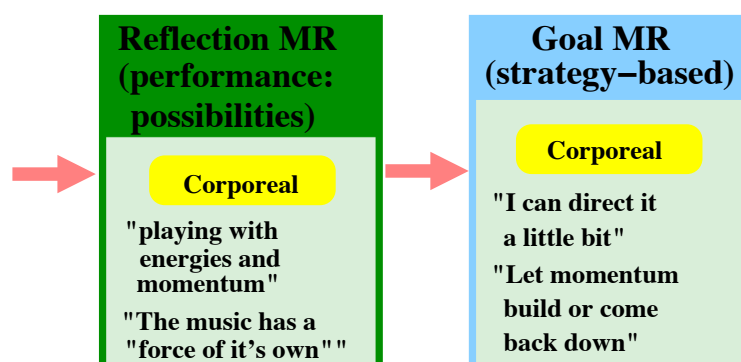 Reflection MR
(performance:
possibilities)
Corporeal
"playing with
energies and
momentum"
"The music has a
"force of it's own""
Goal MR
(strategy−based)
Corporeal
"I can direct it
a little bit"
"Let momentum
build or come
back down"